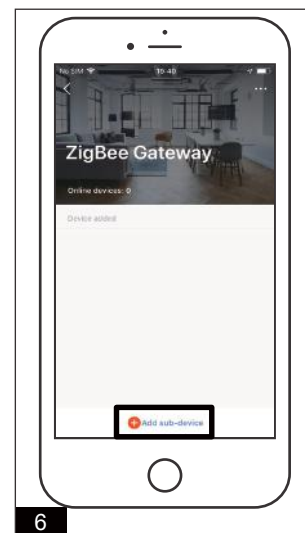 No SIM 15:40
ZigBee Gateway
Online devices: 0
Device added
Add sub-device
6